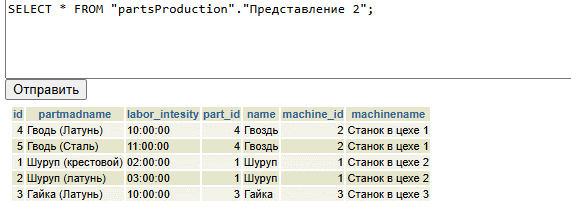 SELECT * FROM "partsProduction"."Представление 2";
Отправить
id partmadname labor_intesity part_id name machine_id machinename
4 Гводь (Латунь) 10:00:00 4 Гвоздь 2 Станок в цехе 1
5 Гводь (Сталь) 11:00:00 4 Гвоздь 2 Станок в цехе 1
1 Шуруп (крестовой) 02:00:00 1 Шуруп 1 Станок в цехе 2
2 Шуруп (латунь) 03:00:00 1 Шуруп 1 Станок в цехе 2
3 Гайка (Латунь) 10:00:00 3 Гайка 3 Станок в цехе 3